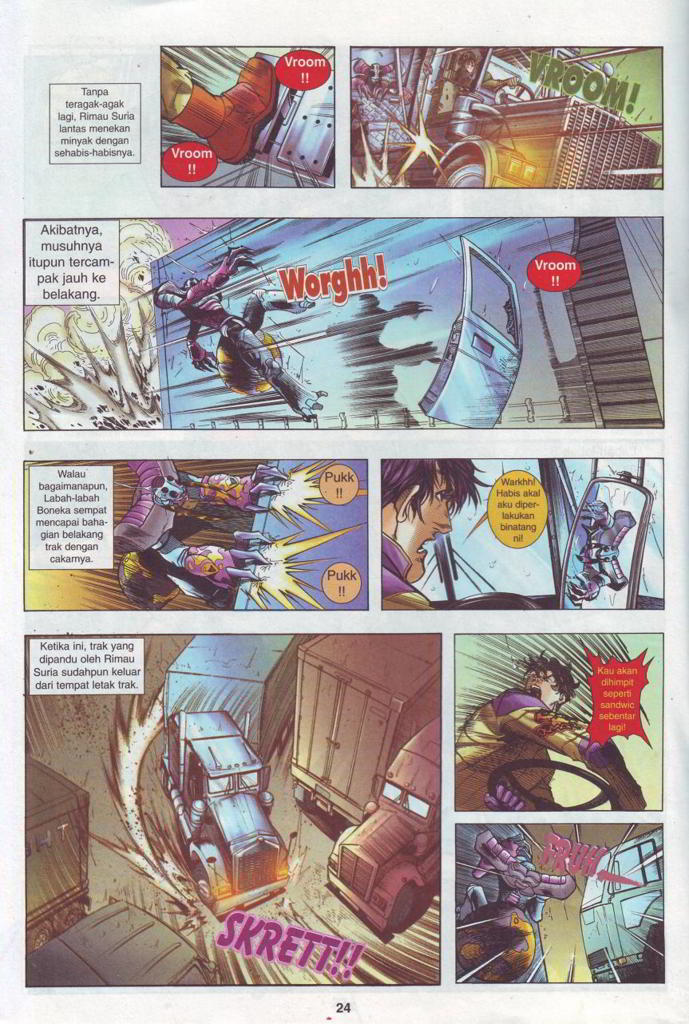 Tanpa
teragak-agak
lagi, Rimau Suria
lantas menekan
minyak dengan
sehabis-habisnya.
Vroom
!!
Vroom
!!
VROOM!
Akibatnya,
musuhnya
itupun tercam-
pak jauh ke
belakang.
Worghh!
Vroom
!!
Walau
bagaimanapun,
Labah-labah
Boneka sempat
mencapai baha-
gian belakang
trak dengan
cakarnya.
Pukk
!!
Pukk
!!
Warkhh!
Habis akal
aku diper-
lakukan
binatang
ni!
Ketika ini, trak yang
dipandu oleh Rimau
Suria sudahpun keluar
dari tempat letak trak.
SKRETT!!
Kau akan
dihimpit
seperti
sandwic
sebentar
lagi!
24